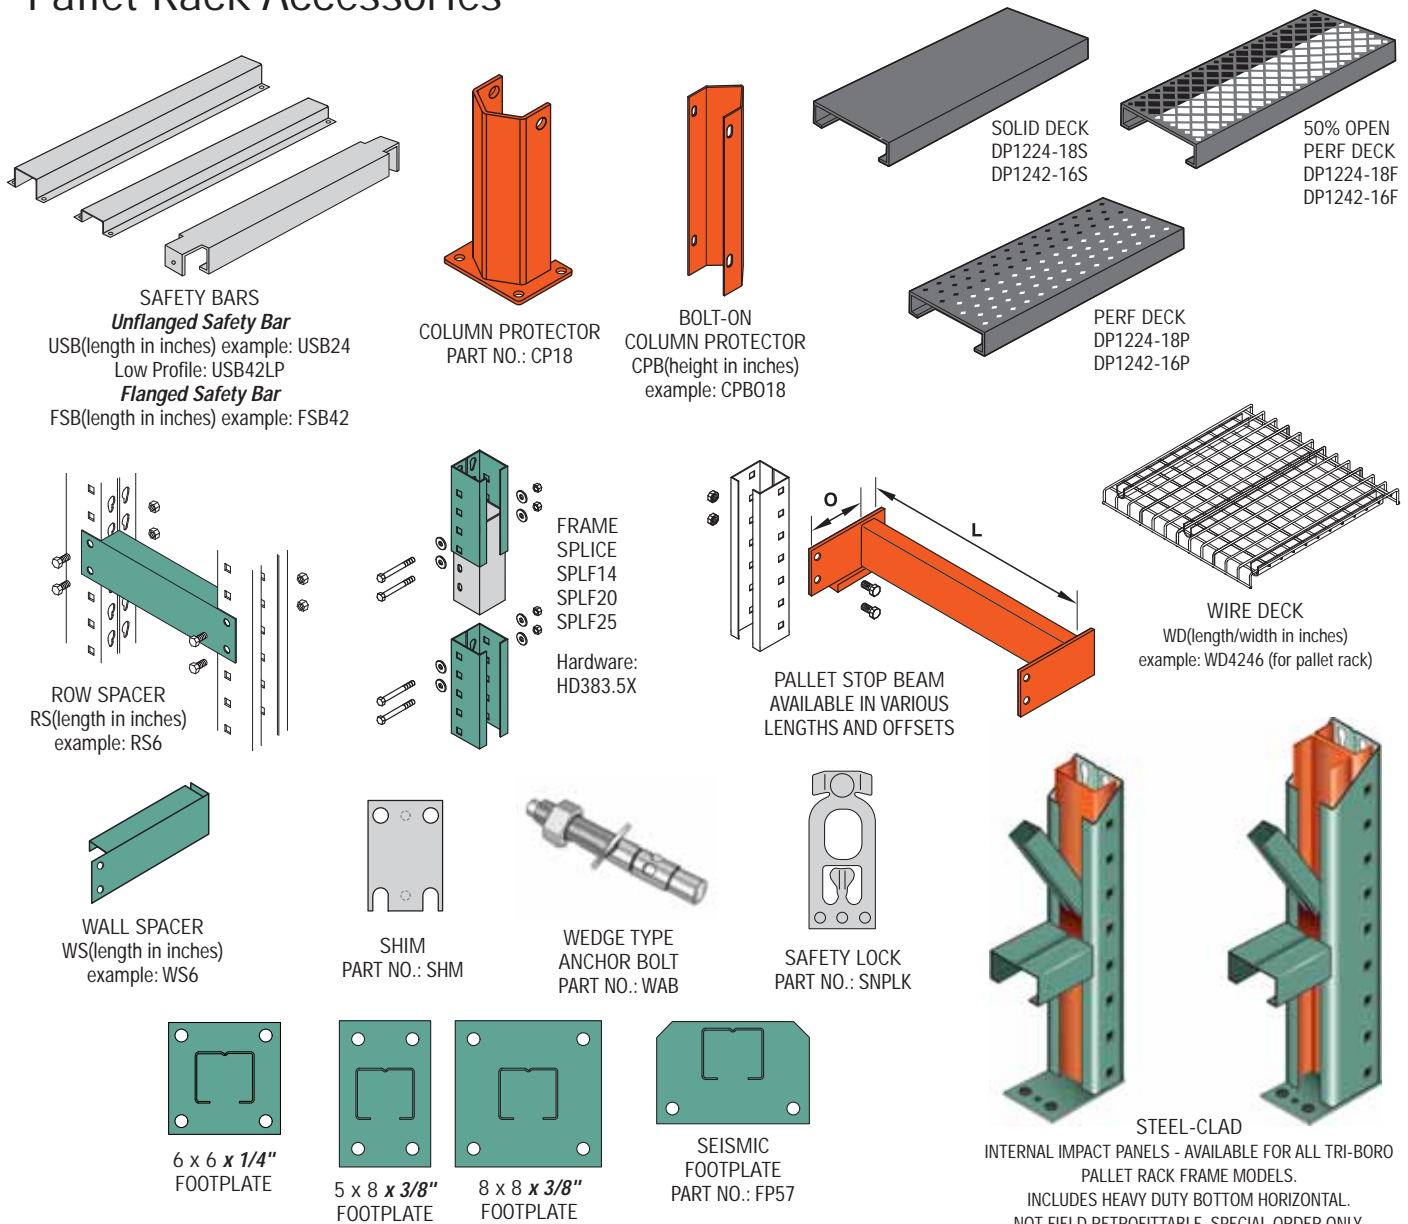 Pallet Rack Accessories
SOLID DECK
DP1224-18S
DP1242-16S
50% OPEN
PERF DECK
DP1224-18F
DP1242-16F
SAFETY BARS
Unflanged Safety Bar
USB(length in inches) example: USB24
Low Profile: USB42LP
Flanged Safety Bar
FSB(length in inches) example: FSB42
COLUMN PROTECTOR
PART NO.: CP18
BOLT-ON
COLUMN PROTECTOR
CPB(height in inches)
example: CPBO18
PERF DECK
DP1224-18P
DP1242-16P
ROW SPACER
RS(length in inches)
example: RS6
FRAME
SPLICE
SPLF14
SPLF20
SPLF25
Hardware:
HD383.5X
O
L
PALLET STOP BEAM
AVAILABLE IN VARIOUS
LENGTHS AND OFFSETS
WIRE DECK
WD(length/width in inches)
example: WD4246 (for pallet rack)
WALL SPACER
WS(length in inches)
example: WS6
SHIM
PART NO.: SHM
WEDGE TYPE
ANCHOR BOLT
PART NO.: WAB
SAFETY LOCK
PART NO.: SNPLK
6 x 6 x 1/4"
FOOTPLATE
5 x 8 x 3/8"
FOOTPLATE
8 x 8 x 3/8"
FOOTPLATE
SEISMIC
FOOTPLATE
PART NO.: FP57
STEEL-CLAD
INTERNAL IMPACT PANELS - AVAILABLE FOR ALL TRI-BORO
PALLET RACK FRAME MODELS.
INCLUDES HEAVY DUTY BOTTOM HORIZONTAL.
NOT FIELD RETROFITTABLE. SPECIAL ORDER ONLY